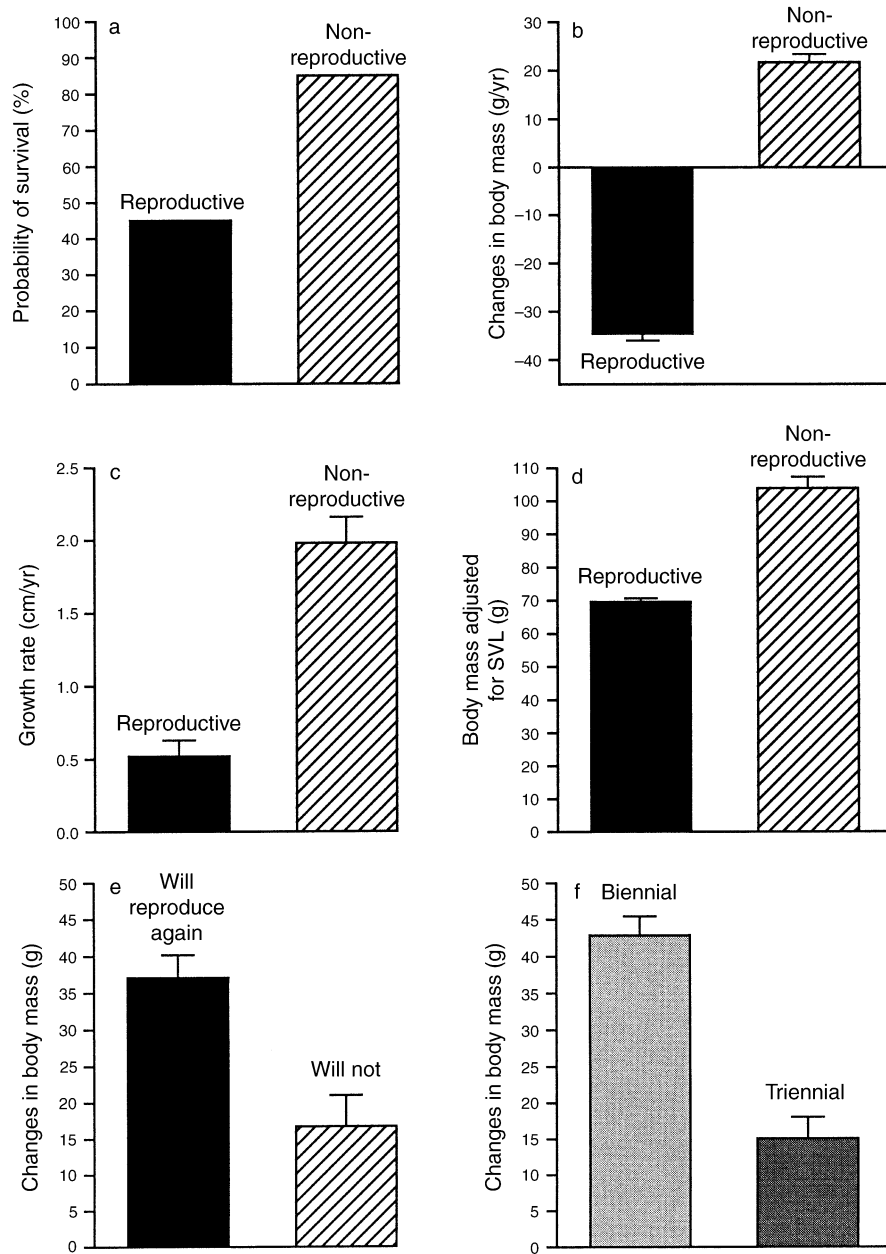 a
Probability of survival (%)
100
90
80
70
60
50
40
30
20
10
0
Reproductive
Non-
reproductive
b
Changes in body mass (g/yr)
30
20
10
0
–10
–20
–30
–40
Reproductive
Non-
reproductive
c
Growth rate (cm/yr)
2.5
2.0
1.5
1.0
0.5
0.0
Reproductive
Non-
reproductive
d
Body mass adjusted
for SVL (g)
110
100
90
80
70
60
50
40
30
20
10
0
Reproductive
Non-
reproductive
e
Changes in body mass (g)
50
45
40
35
30
25
20
15
10
5
0
Will
reproduce
again
Will not
f
Changes in body mass (g)
50
45
40
35
30
25
20
15
10
5
0
Biennial
Triennial